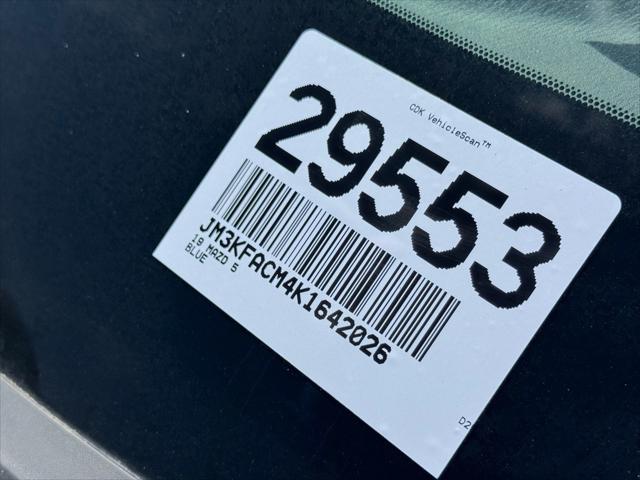 CDK VehicleScan™
29553
JM3KFACM4K1642026
19 MAZD 5
BLUE
D2